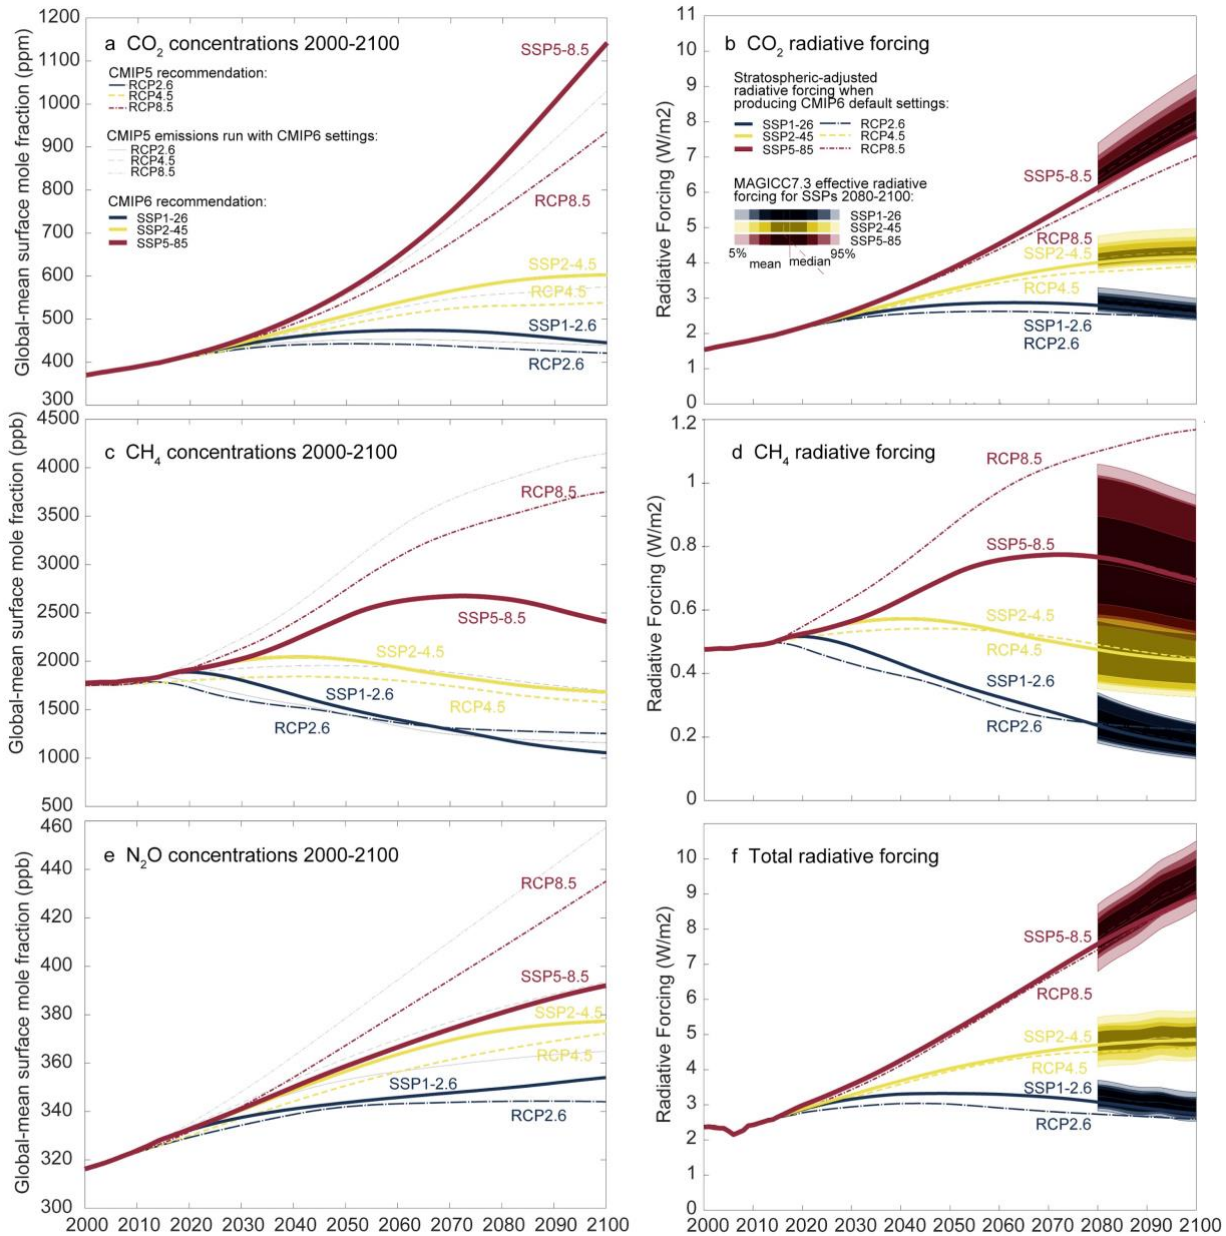 a CO2 concentrations 2000-2100
CMIP5 recommendation:
RCP2.6
RCP4.5
RCP8.5
CMIP5 emissions run with CMIP6 settings:
RCP2.6
RCP4.5
RCP8.5
CMIP6 recommendation:
SSP1-26
SSP2-45
SSP5-85
SSP5-8.5
RCP8.5
SSP2-4.5
RCP4.5
SSP1-2.6
RCP2.6
Global-mean surface mole fraction (ppm)
1200
1100
1000
900
800
700
600
500
400
300
b CO2 radiative forcing
Stratospheric-adjusted
radiative forcing when
producing CMIP6 default settings:
SSP1-26 RCP2.6
SSP2-45 RCP4.5
SSP5-85 RCP8.5
MAGICC7.3 effective radiative
forcing for SSPs 2080-2100:
SSP1-26
SSP2-45
SSP5-85
5% 95%
mean median
SSP5-8.5
RCP8.5
SSP2-4.5
RCP4.5
SSP1-2.6
RCP2.6
Radiative Forcing (W/m2)
11
10
9
8
7
6
5
4
3
2
1
0
c CH4 concentrations 2000-2100
RCP8.5
SSP5-8.5
SSP2-4.5
SSP1-2.6
RCP4.5
RCP2.6
Global-mean surface mole fraction (ppb)
4500
4000
3500
3000
2500
2000
1500
1000
500
d CH4 radiative forcing
RCP8.5
SSP5-8.5
SSP2-4.5
RCP4.5
SSP1-2.6
RCP2.6
Radiative Forcing (W/m2)
1.2
1
0.8
0.6
0.4
0.2
0
e N2O concentrations 2000-2100
RCP8.5
SSP5-8.5
SSP2-4.5
RCP4.5
SSP1-2.6
RCP2.6
Global-mean surface mole fraction (ppb)
460
440
420
400
380
360
340
320
300
2000 2010 2020 2030 2040 2050 2060 2070 2080 2090 2100
f Total radiative forcing
SSP5-8.5
RCP8.5
SSP2-4.5
RCP4.5
SSP1-2.6
RCP2.6
Radiative Forcing (W/m2)
10
9
8
7
6
5
4
3
2
1
0
2000 2010 2020 2030 2040 2050 2060 2070 2080 2090 2100